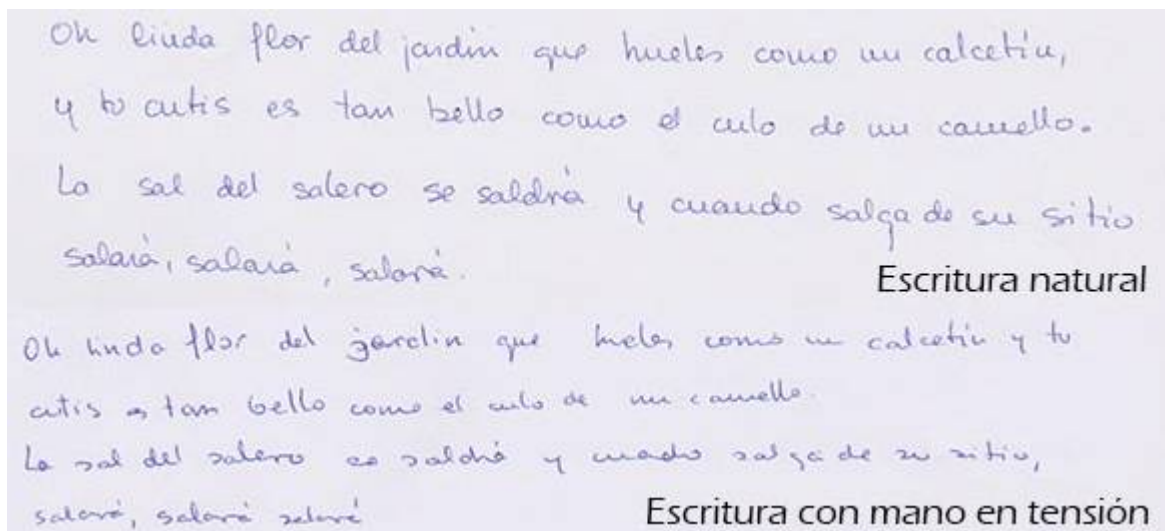 Oh linda flor del jardín que hueles como un calcetín,
y tu cutis es tan bello como el culo de un camello.
La sal del salero se saldrá y cuando salga de su sitio
salará, salará, salará.
Escritura natural
Oh linda flor del jardin que hueles como un calcetin y tu
cutis es tan bello como el culo de un camello.
La sal del salero se saldrá y cuando salga de su sitio,
salará, salará salará
Escritura con mano en tensión